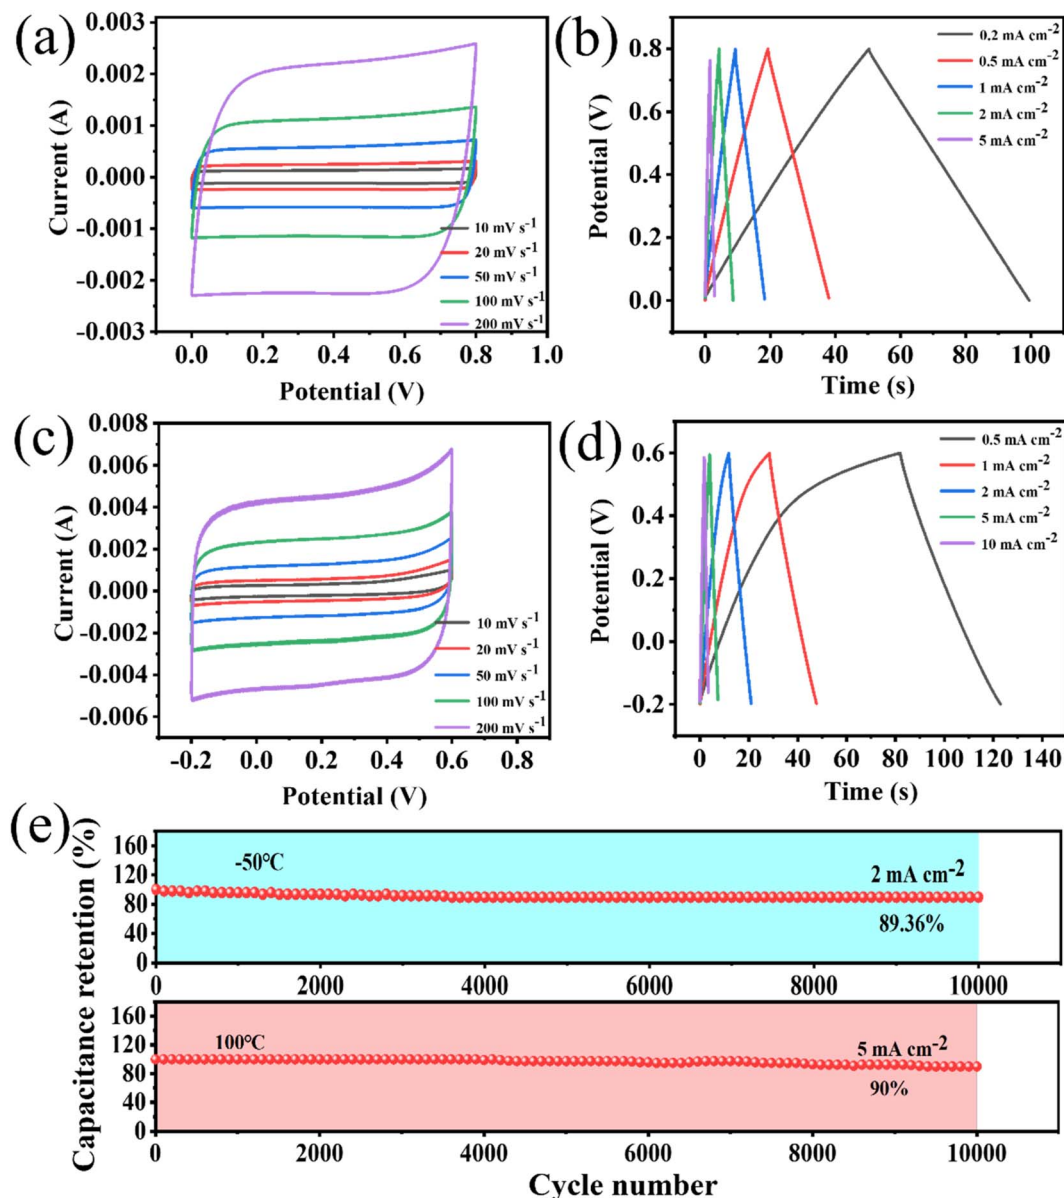 (a)
0.003
0.002
0.001
0.000
-0.001
-0.002
-0.003
Current (A)
10 mV s⁻¹
20 mV s⁻¹
50 mV s⁻¹
100 mV s⁻¹
200 mV s⁻¹
0.0 0.2 0.4 0.6 0.8 1.0
Potential (V)
(b)
0.8
0.6
0.4
0.2
0.0
Potential (V)
0.2 mA cm⁻²
0.5 mA cm⁻²
1 mA cm⁻²
2 mA cm⁻²
5 mA cm⁻²
0 20 40 60 80 100
Time (s)
(c)
0.008
0.006
0.004
0.002
0.000
-0.002
-0.004
-0.006
Current (A)
10 mV s⁻¹
20 mV s⁻¹
50 mV s⁻¹
100 mV s⁻¹
200 mV s⁻¹
-0.2 0.0 0.2 0.4 0.6 0.8
Potential (V)
(d)
0.6
0.4
0.2
0.0
-0.2
Potential (V)
0.5 mA cm⁻²
1 mA cm⁻²
2 mA cm⁻²
5 mA cm⁻²
10 mA cm⁻²
0 20 40 60 80 100 120 140
Time (s)
(e)
Capacitance retention (%)
160
120
80
40
0
-50℃
2 mA cm⁻²
89.36%
0 2000 4000 6000 8000 10000
160
120
80
40
0
100℃
5 mA cm⁻²
90%
0 2000 4000 6000 8000 10000
Cycle number